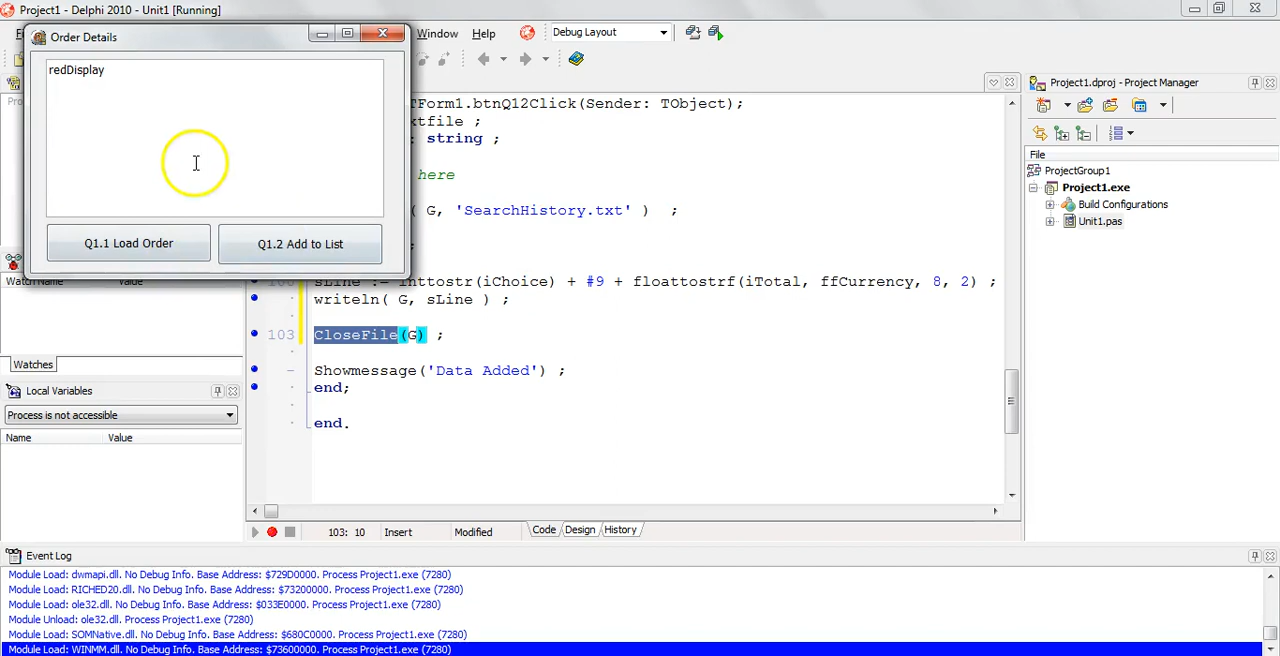 Project1 - Delphi 2010 - Unit1 [Running]
Order Details
Window Help
Debug Layout
redDisplay
Q1.1 Load Order
Q1.2 Add to List
TForm1.btnQ12Click(Sender: TObject);
xtfile ;
: string ;
here
( G, 'SearchHistory.txt' ) ;
;
sLine := inttostr(iChoice) + #9 + floattostrf(iTotal, ffCurrency, 8, 2) ;
writeln( G, sLine ) ;
103 CloseFile(G) ;
Showmessage('Data Added') ;
end;
end.
Watch Name Value
Watches
Local Variables
Process is not accessible
Name Value
103: 10 Insert Modified Code Design History
Project1.dproj - Project Manager
File
ProjectGroup1
Project1.exe
Build Configurations
Unit1.pas
Event Log
Module Load: dwmapi.dll. No Debug Info. Base Address: $729D0000. Process Project1.exe (7280)
Module Load: RICHED20.dll. No Debug Info. Base Address: $73200000. Process Project1.exe (7280)
Module Load: ole32.dll. No Debug Info. Base Address: $033E0000. Process Project1.exe (7280)
Module Unload: ole32.dll. Process Project1.exe (7280)
Module Load: SOMNative.dll. No Debug Info. Base Address: $680C0000. Process Project1.exe (7280)
Module Load: WINMM.dll. No Debug Info. Base Address: $73600000. Process Project1.exe (7280)